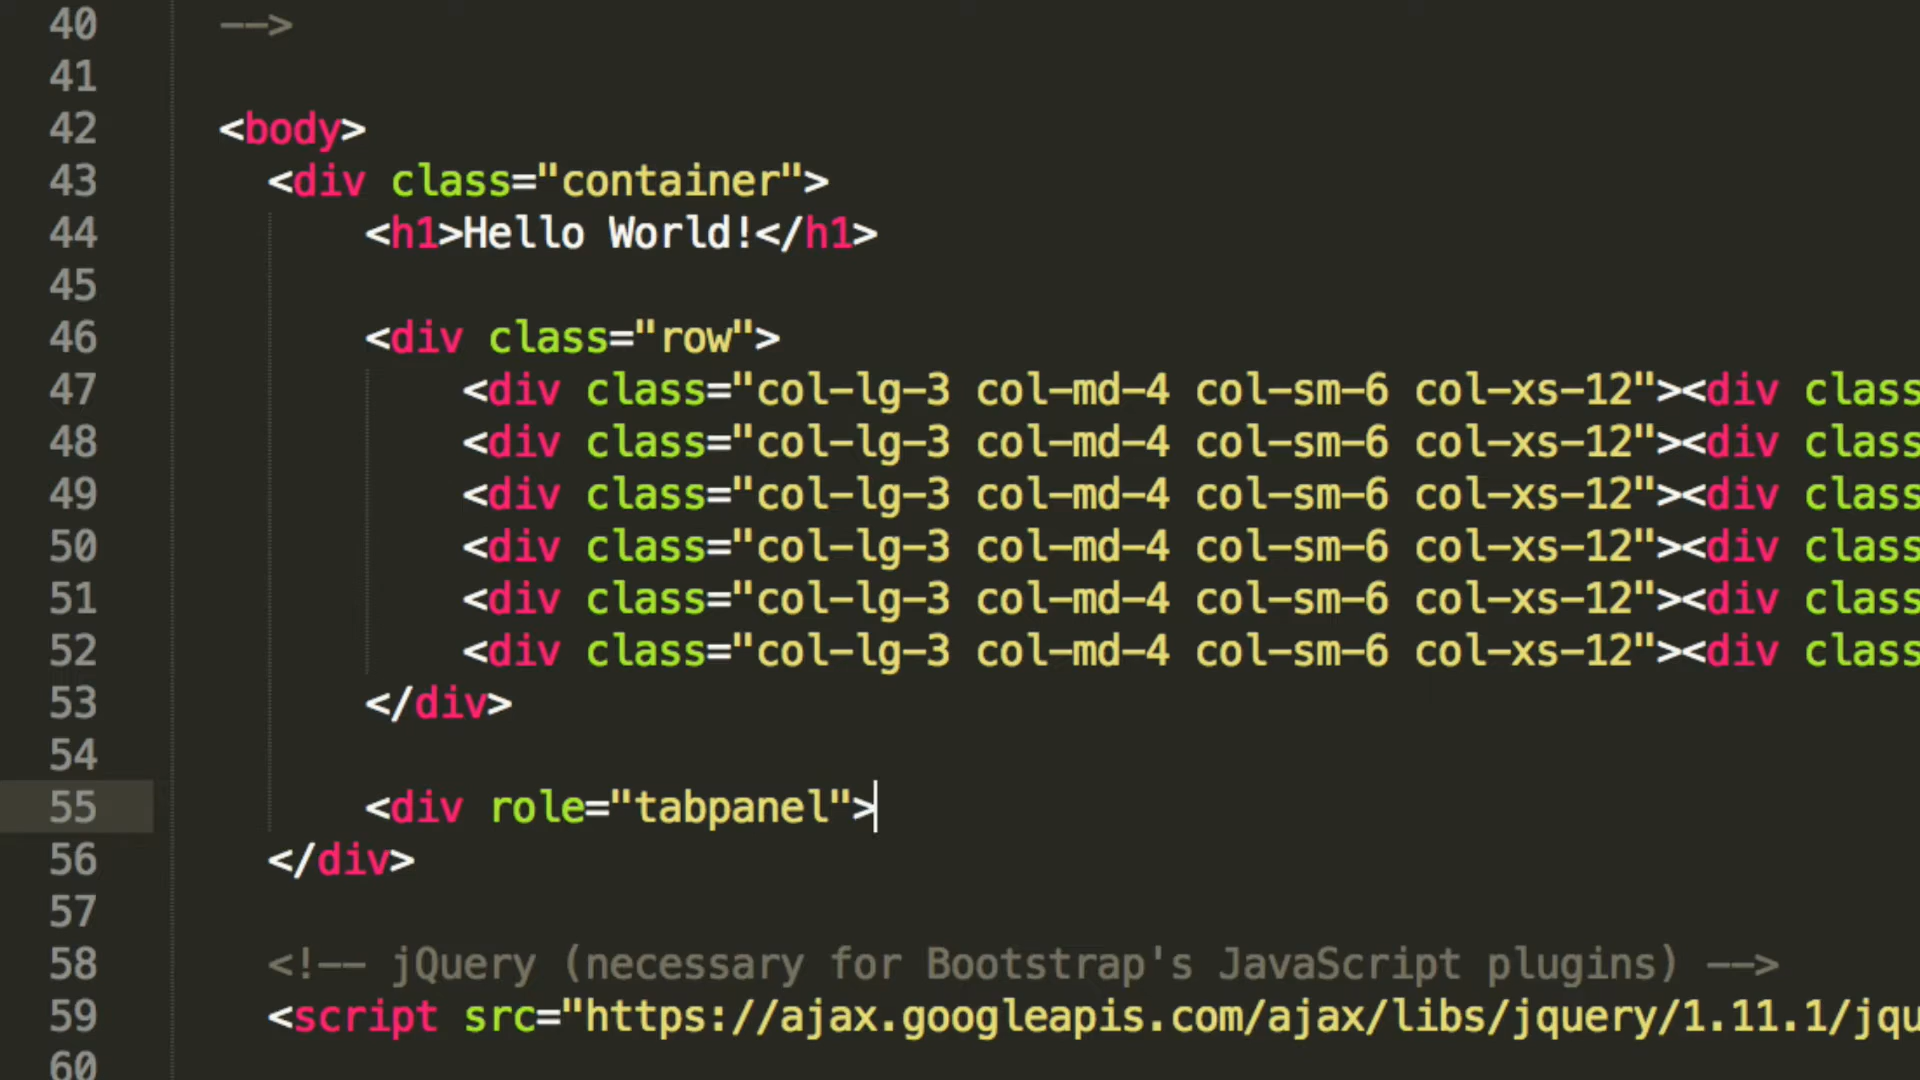 40 -->
41
42 <body>
43 <div class="container">
44 <h1>Hello World!</h1>
45
46 <div class="row">
47 <div class="col-lg-3 col-md-4 col-sm-6 col-xs-12"><div class
48 <div class="col-lg-3 col-md-4 col-sm-6 col-xs-12"><div class
49 <div class="col-lg-3 col-md-4 col-sm-6 col-xs-12"><div class
50 <div class="col-lg-3 col-md-4 col-sm-6 col-xs-12"><div class
51 <div class="col-lg-3 col-md-4 col-sm-6 col-xs-12"><div class
52 <div class="col-lg-3 col-md-4 col-sm-6 col-xs-12"><div class
53 </div>
54
55 <div role="tabpanel">
56 </div>
57
58 <!-- jQuery (necessary for Bootstrap's JavaScript plugins) -->
59 <script src="https://ajax.googleapis.com/ajax/libs/jquery/1.11.1/jqu
60